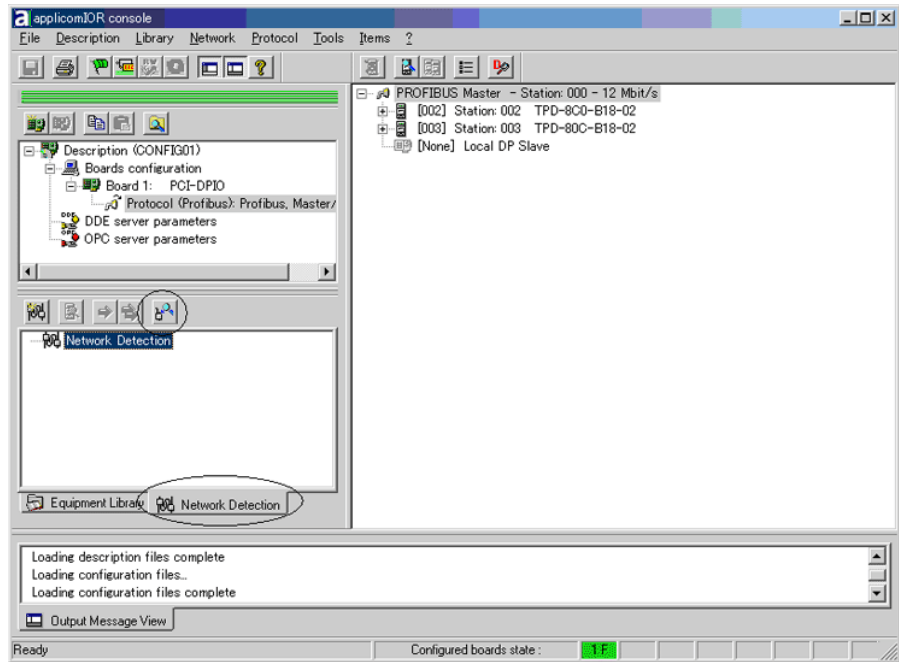 applicomIOR console
File Description Library Network Protocol Tools Items ?
Description (CONFIG01)
Boards configuration
Board 1: PCI-DPIO
Protocol (Profibus): Profibus, Master/
DDE server parameters
OPC server parameters
Network Detection
Equipment Library
Network Detection
PROFIBUS Master - Station: 000 - 12 Mbit/s
[002] Station: 002 TPD-8C0-B18-02
[003] Station: 003 TPD-80C-B18-02
[None] Local DP Slave
Loading description files complete
Loading configuration files...
Loading configuration files complete
Output Message View
Ready
Configured boards state :
1 F